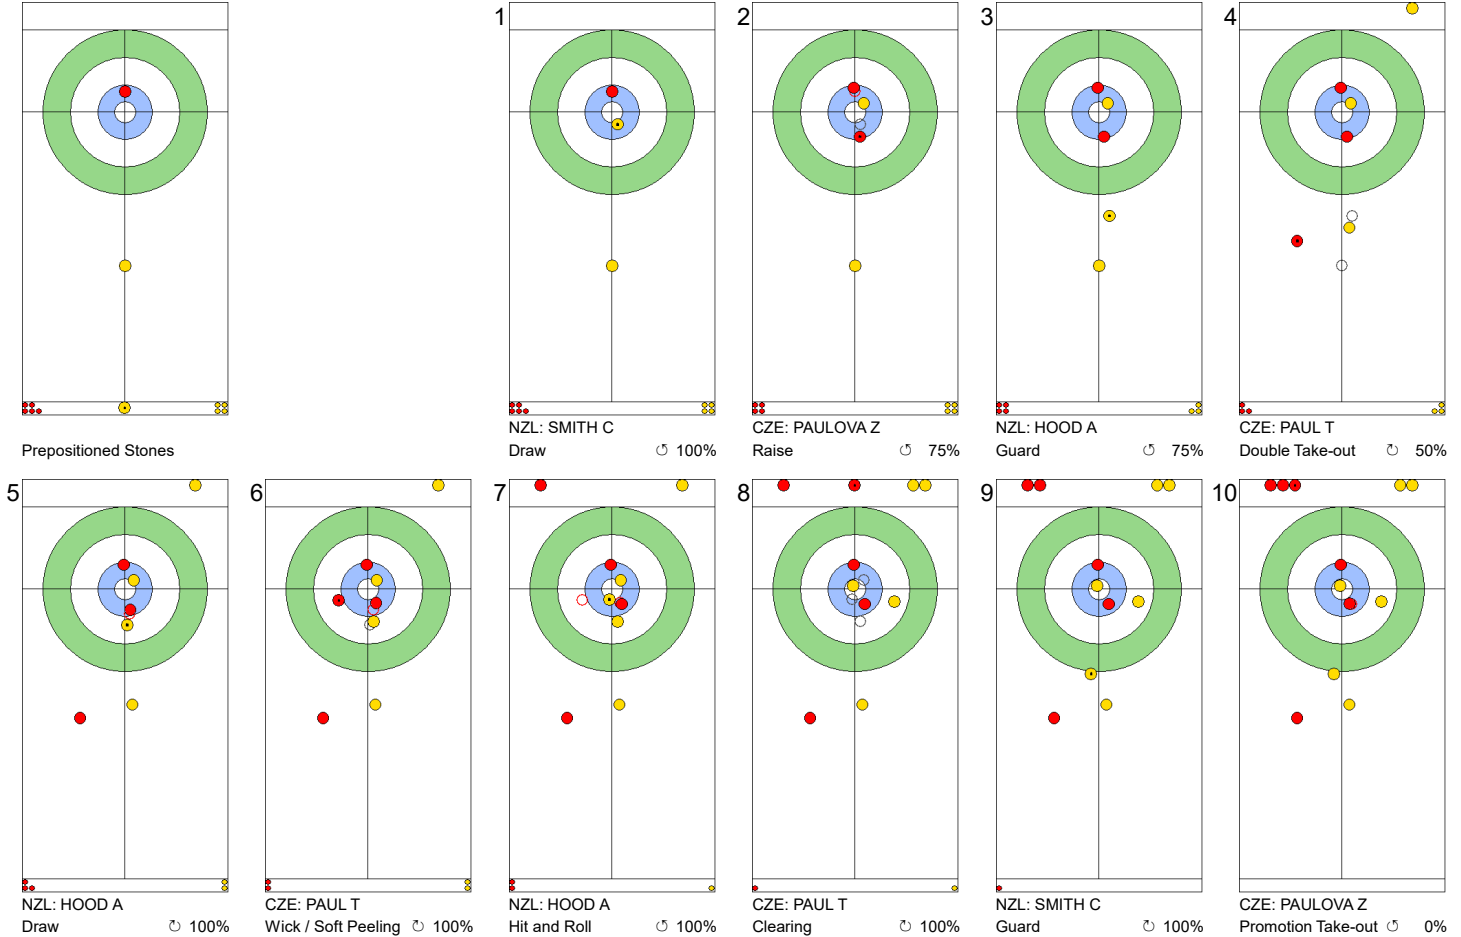 1
2
3
4
Prepositioned Stones
NZL: SMITH C
Draw ↺ 100%
CZE: PAULOVA Z
Raise ↺ 75%
NZL: HOOD A
Guard ↺ 75%
CZE: PAUL T
Double Take-out ↻ 50%
5
6
7
8
9
10
NZL: HOOD A
Draw ↻ 100%
CZE: PAUL T
Wick / Soft Peeling ↻ 100%
NZL: HOOD A
Hit and Roll ↺ 100%
CZE: PAUL T
Clearing ↻ 100%
NZL: SMITH C
Guard ↻ 100%
CZE: PAULOVA Z
Promotion Take-out ↺ 0%